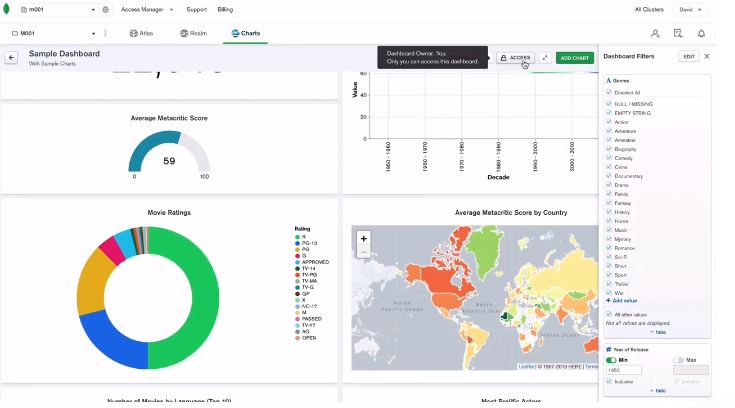 m001
Access Manager
Support
Billing
All Clusters
David
M001
Atlas
Realm
Charts
Sample Dashboard
With Sample Charts
Dashboard Owner: You.
Only you can access this dashboard.
ACCESS
ADD CHART
Dashboard Filters
EDIT
Average Metacritic Score
59
0
100
Value
60
40
20
0
1950 - 1960
1960 - 1970
1970 - 1980
1980 - 1990
1990 - 2000
2000 - 2010
Decade
Movie Ratings
Rating
R
PG-13
PG
G
APPROVED
TV-14
TV-PG
TV-MA
TV-G
GP
X
NC-17
M
PASSED
TV-Y7
AO
OPEN
Average Metacritic Score by Country
+
−
North
Pacific Ocean
North
Atlantic Ocean
Indian Ocean
Leaflet | © 1987-2019 HERE | Terms
Genres
Deselect All
NULL / MISSING
EMPTY STRING
Action
Adventure
Animation
Biography
Comedy
Crime
Documentary
Drama
Family
Fantasy
History
Horror
Music
Mystery
Romance
Sci-Fi
Short
Sport
Thriller
War
+ Add value
All other values
Not all values are displayed.
hide
# Year of Release
Min
Max
1950
Inclusive
Inclusive
hide
Number of Movies by Language (Top 10)
Most Prolific Actors